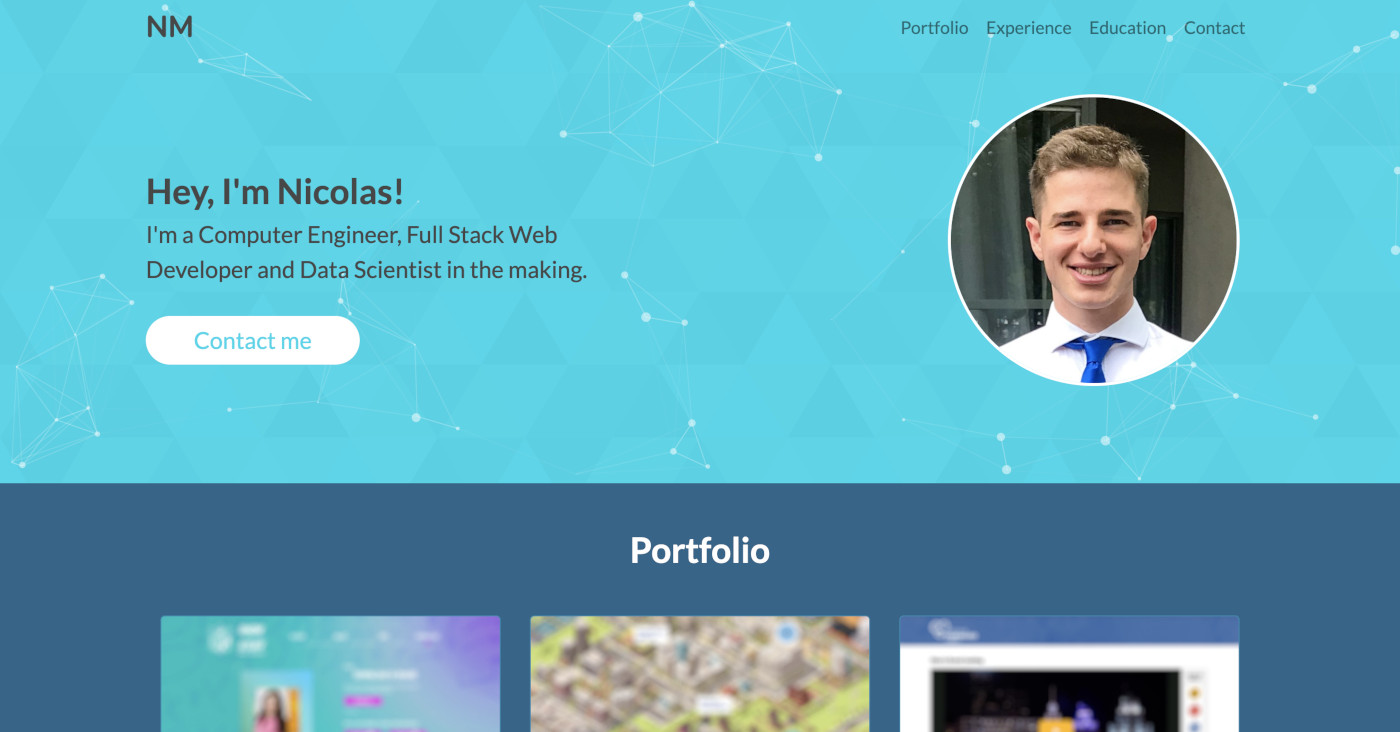 NM
Portfolio Experience Education Contact
Hey, I'm Nicolas!
I'm a Computer Engineer, Full Stack Web
Developer and Data Scientist in the making.
Contact me
Portfolio